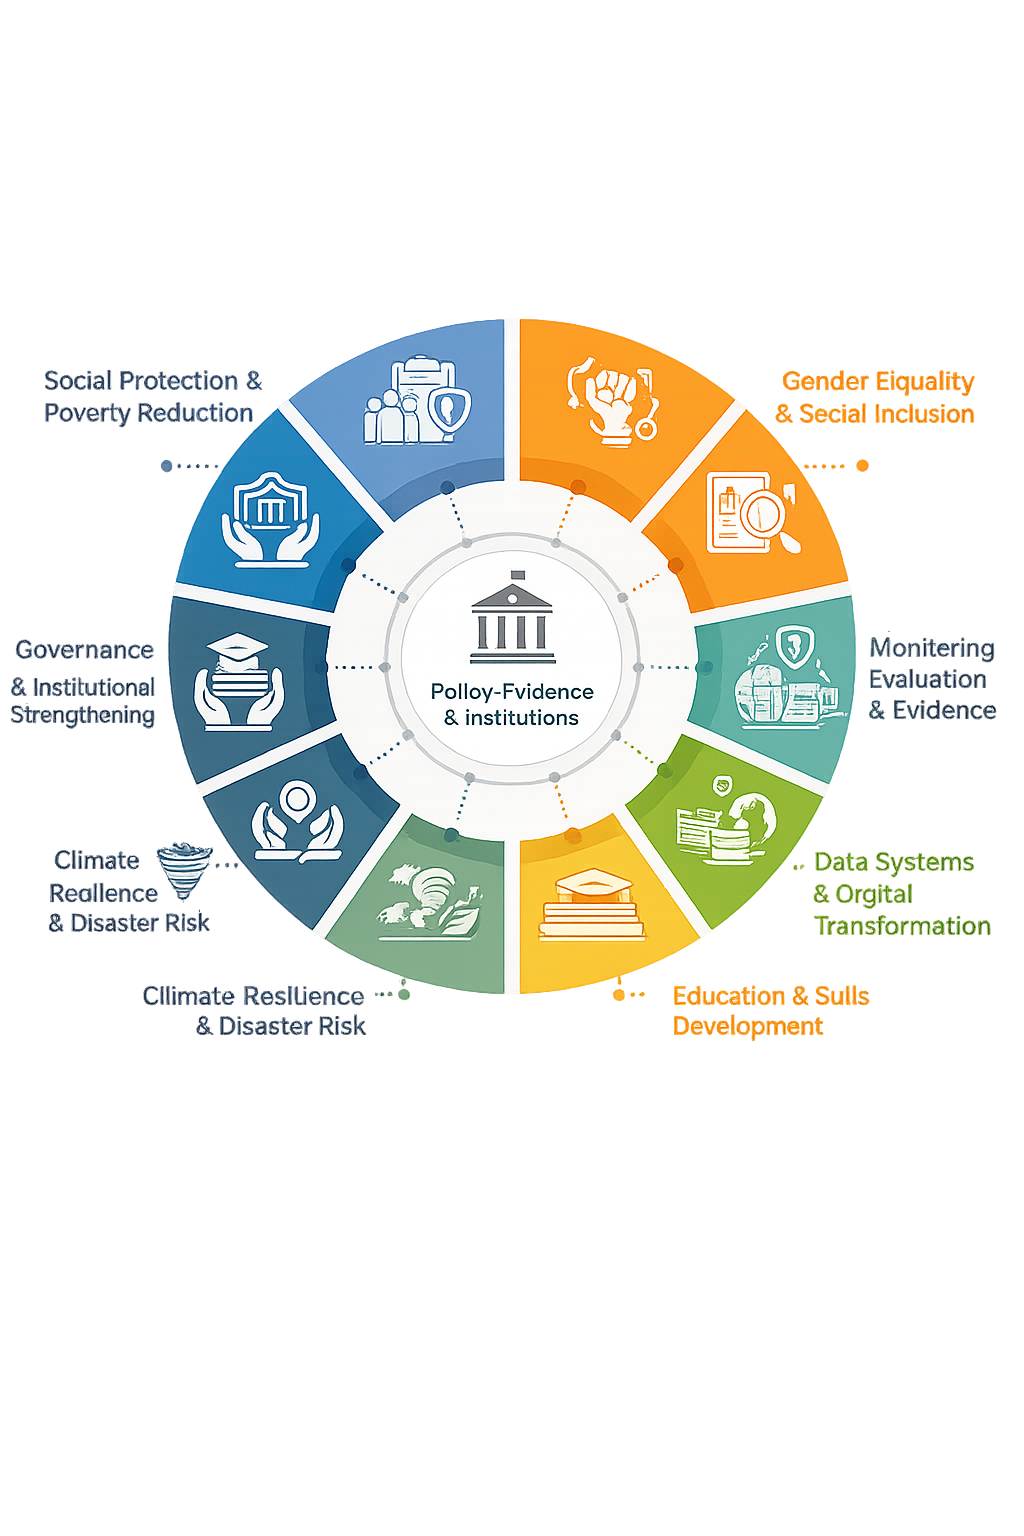 Social Protection &
Poverty Reduction
Gender Eiquality
& Secial Inclusion
Governance
& Institutional
Strengthening
Polloy-Fvidence
& institutions
Monitering
Evaluation
& Evidence
Climate
Resllence
& Disaster Risk
Data Systems
& Orgital
Transformation
Cllimate Resllience
& Disaster Risk
Education & Sulls
Development